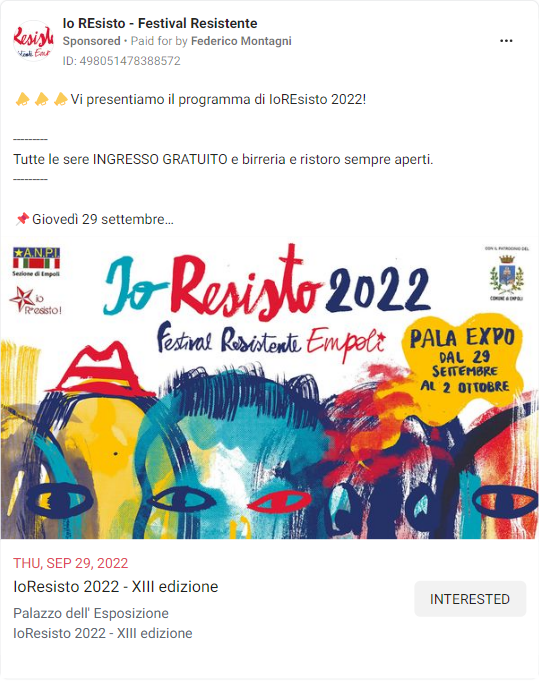 Io REsisto - Festival Resistente
Sponsored • Paid for by Federico Montagni
ID: 498051478388572
Vi presentiamo il programma di IoREsisto 2022!
---------
Tutte le sere INGRESSO GRATUITO e birreria e ristoro sempre aperti.
---------
Giovedì 29 settembre…
A.N.P.I.
Sezione di Empoli
io Resisto!
Io Resisto 2022
Festival Resistente Empoli
CON IL PATROCINIO DEL
COMUNE DI EMPOLI
PALA EXPO
DAL 29
SETTEMBRE
AL 2 OTTOBRE
THU, SEP 29, 2022
IoResisto 2022 - XIII edizione
INTERESTED
Palazzo dell' Esposizione
IoResisto 2022 - XIII edizione